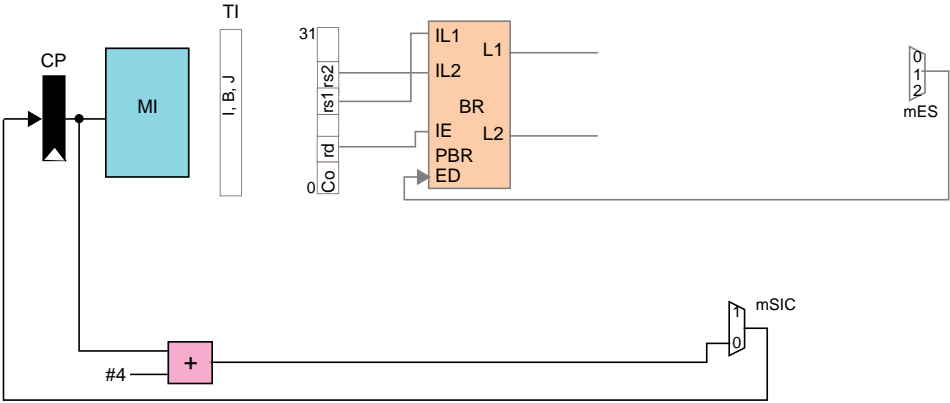 TI
CP
MI
I, B, J
31
rs2
rs1
rd
Co
0
IL1
L1
IL2
BR
IE
L2
PBR
ED
0
1
2
mES
1
mSIC
0
+
#4